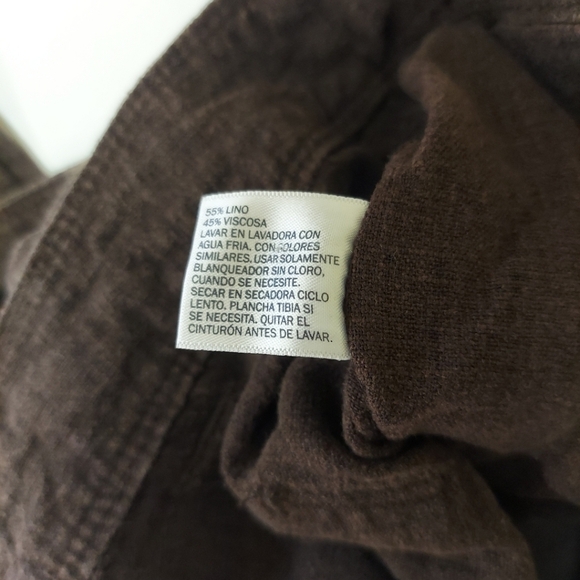 55% LINO
45% VISCOSA
LAVAR EN LAVADORA CON
AGUA FRIA. CON COLORES
SIMILARES. USAR SOLAMENTE
BLANQUEADOR SIN CLORO,
CUANDO SE NECESITE.
SECAR EN SECADORA CICLO
LENTO. PLANCHA TIBIA SI
SE NECESITA. QUITAR EL
CINTURÓN ANTES DE LAVAR.